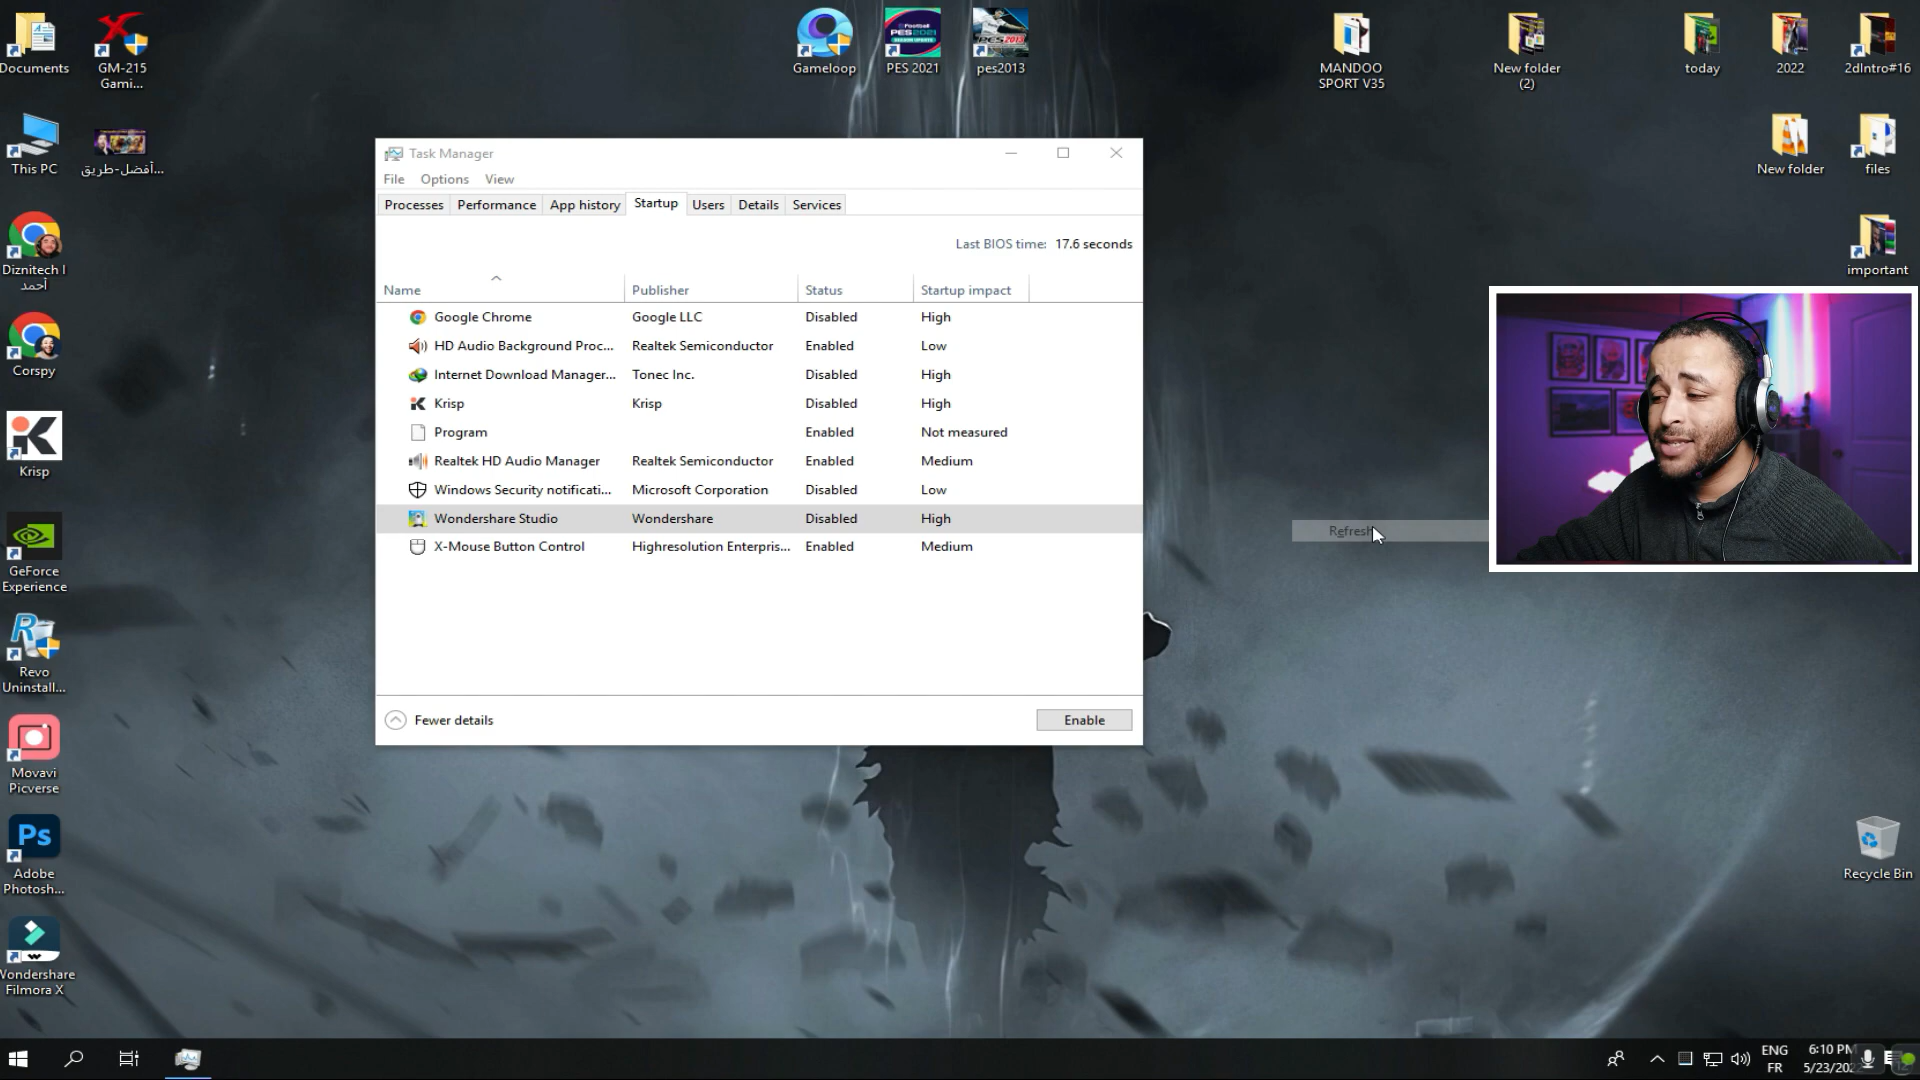 Documents
GM-215
Gami...
Gameloop
PES 2021
pes2013
MANDOO
SPORT V35
New folder
(2)
today
2022
2dIntro#16
This PC
أفضل-طريق...
New folder
files
Diznitech I
أحمد
important
Corspy
Krisp
GeForce
Experience
Revo
Uninstall...
Movavi
Picverse
Ps
Adobe
Photosh...
Wondershare
Filmora X
Recycle Bin
Task Manager
File Options View
Processes Performance App history Startup Users Details Services
Last BIOS time: 17.6 seconds
Name Publisher Status Startup impact
Google Chrome Google LLC Disabled High
HD Audio Background Proc... Realtek Semiconductor Enabled Low
Internet Download Manager... Tonec Inc. Disabled High
Krisp Krisp Disabled High
Program Enabled Not measured
Realtek HD Audio Manager Realtek Semiconductor Enabled Medium
Windows Security notificati... Microsoft Corporation Disabled Low
Wondershare Studio Wondershare Disabled High
X-Mouse Button Control Highresolution Enterpris... Enabled Medium
Fewer details
Enable
Refresh
ENG
FR
6:10 PM
5/23/202